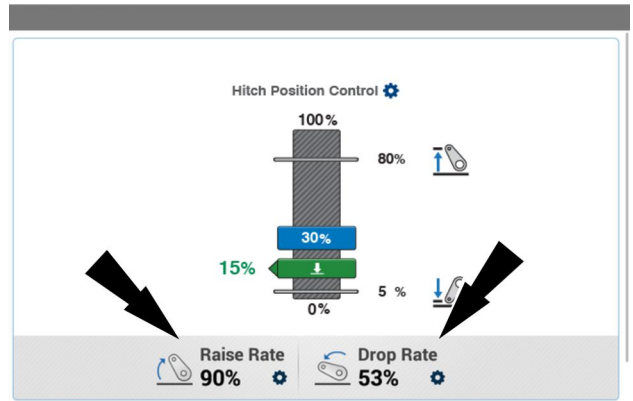 Hitch Position Control
100%
80%
30%
15%
5 %
0%
Raise Rate
90%
Drop Rate
53%